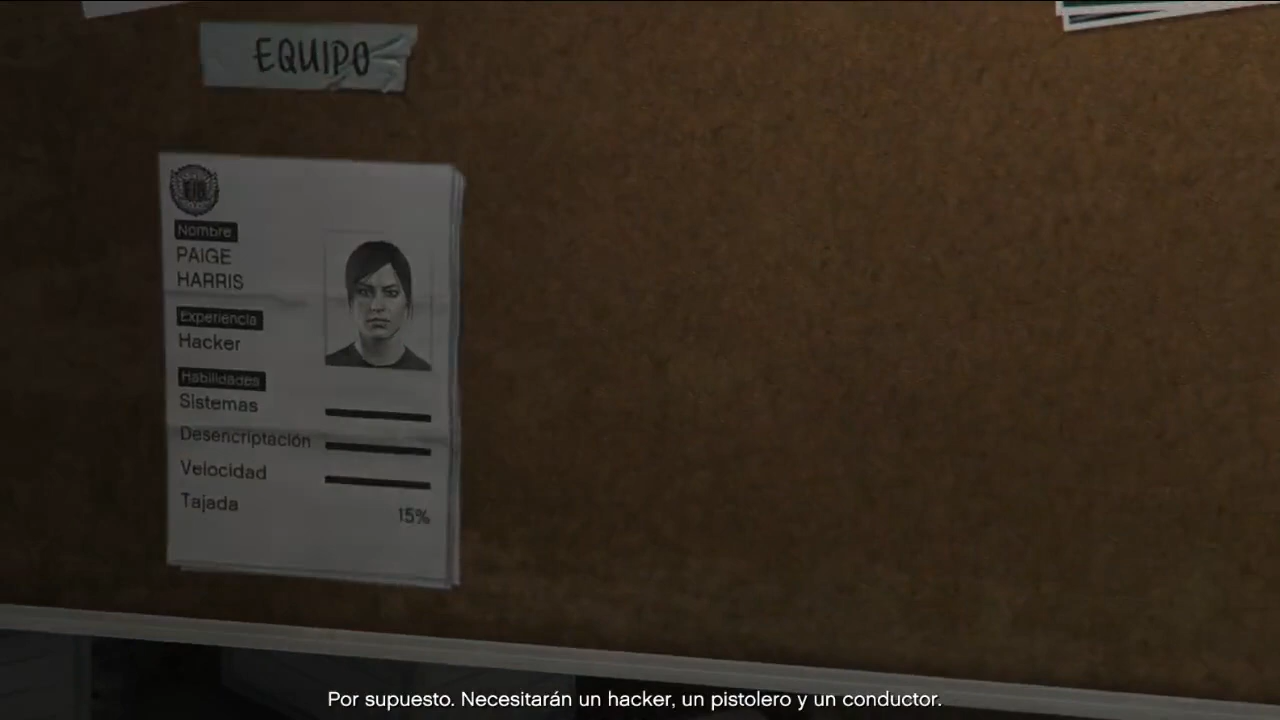 EQUIPO
FIB
Nombre
PAIGE
HARRIS
Experiencia
Hacker
Habilidades
Sistemas
Desencriptación
Velocidad
Tajada
15%
Por supuesto. Necesitarán un hacker, un pistolero y un conductor.